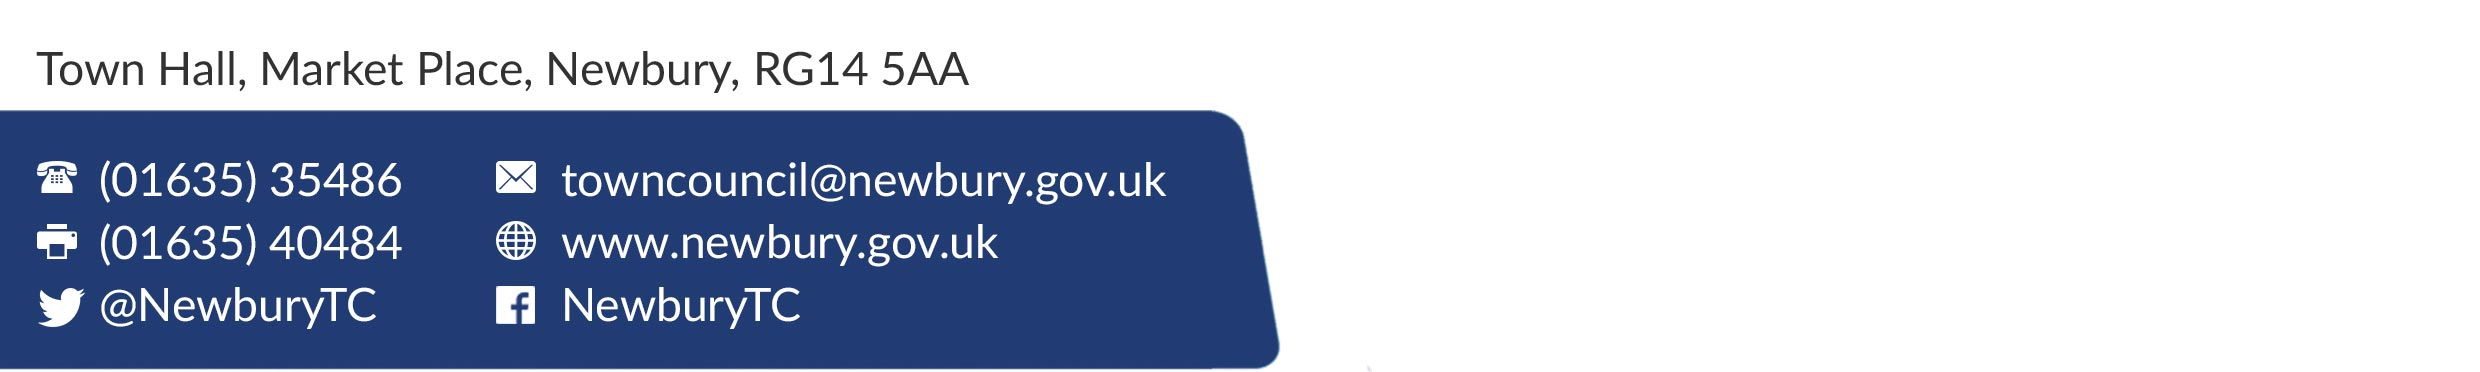 Town Hall, Market Place, Newbury, RG14 5AA
(01635) 35486
towncouncil@newbury.gov.uk
(01635) 40484
www.newbury.gov.uk
@NewburyTC
NewburyTC